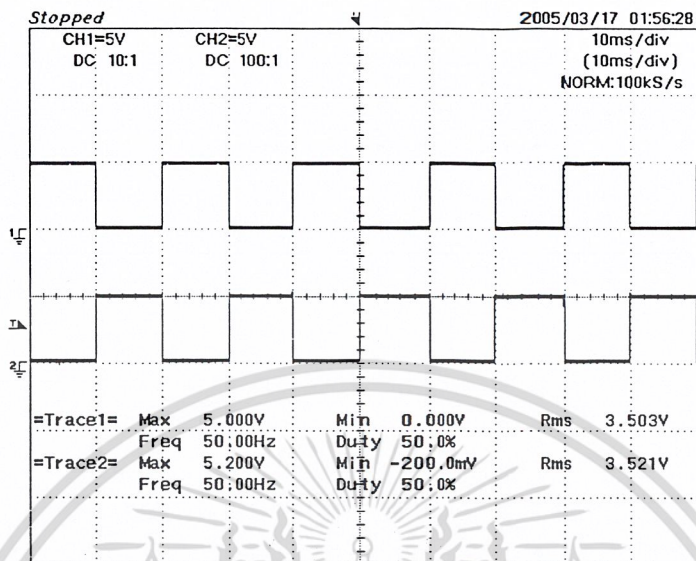 Stopped 2005/03/17 01:56:28
CH1=5V CH2=5V 10ms/div
DC 10:1 DC 100:1 (10ms/div)
NORM:100kS/s
1
T
2
=Trace1= Max 5.000V Min 0.000V Rms 3.503V
Freq 50.00Hz Duty 50.0%
=Trace2= Max 5.200V Min -200.0mV Rms 3.521V
Freq 50.00Hz Duty 50.0%